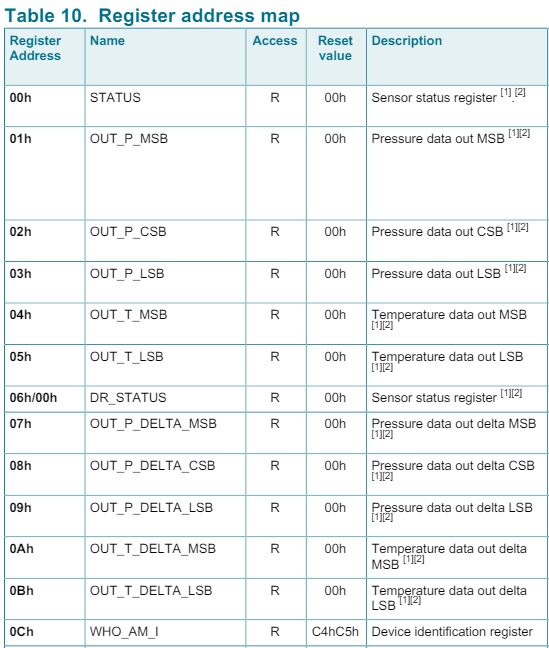 Table 10. Register address map
Register Address Name Access Reset value Description
00h STATUS R 00h Sensor status register [1].[2]
01h OUT_P_MSB R 00h Pressure data out MSB [1][2]
02h OUT_P_CSB R 00h Pressure data out CSB [1][2]
03h OUT_P_LSB R 00h Pressure data out LSB [1][2]
04h OUT_T_MSB R 00h Temperature data out MSB
[1][2]
05h OUT_T_LSB R 00h Temperature data out LSB
[1][2]
06h/00h DR_STATUS R 00h Sensor status register [1][2]
07h OUT_P_DELTA_MSB R 00h Pressure data out delta MSB
[1][2]
08h OUT_P_DELTA_CSB R 00h Pressure data out delta CSB
[1][2]
09h OUT_P_DELTA_LSB R 00h Pressure data out delta LSB
[1][2]
0Ah OUT_T_DELTA_MSB R 00h Temperature data out delta
MSB [1][2]
0Bh OUT_T_DELTA_LSB R 00h Temperature data out delta
LSB [1][2]
0Ch WHO_AM_I R C4hC5h Device identification register